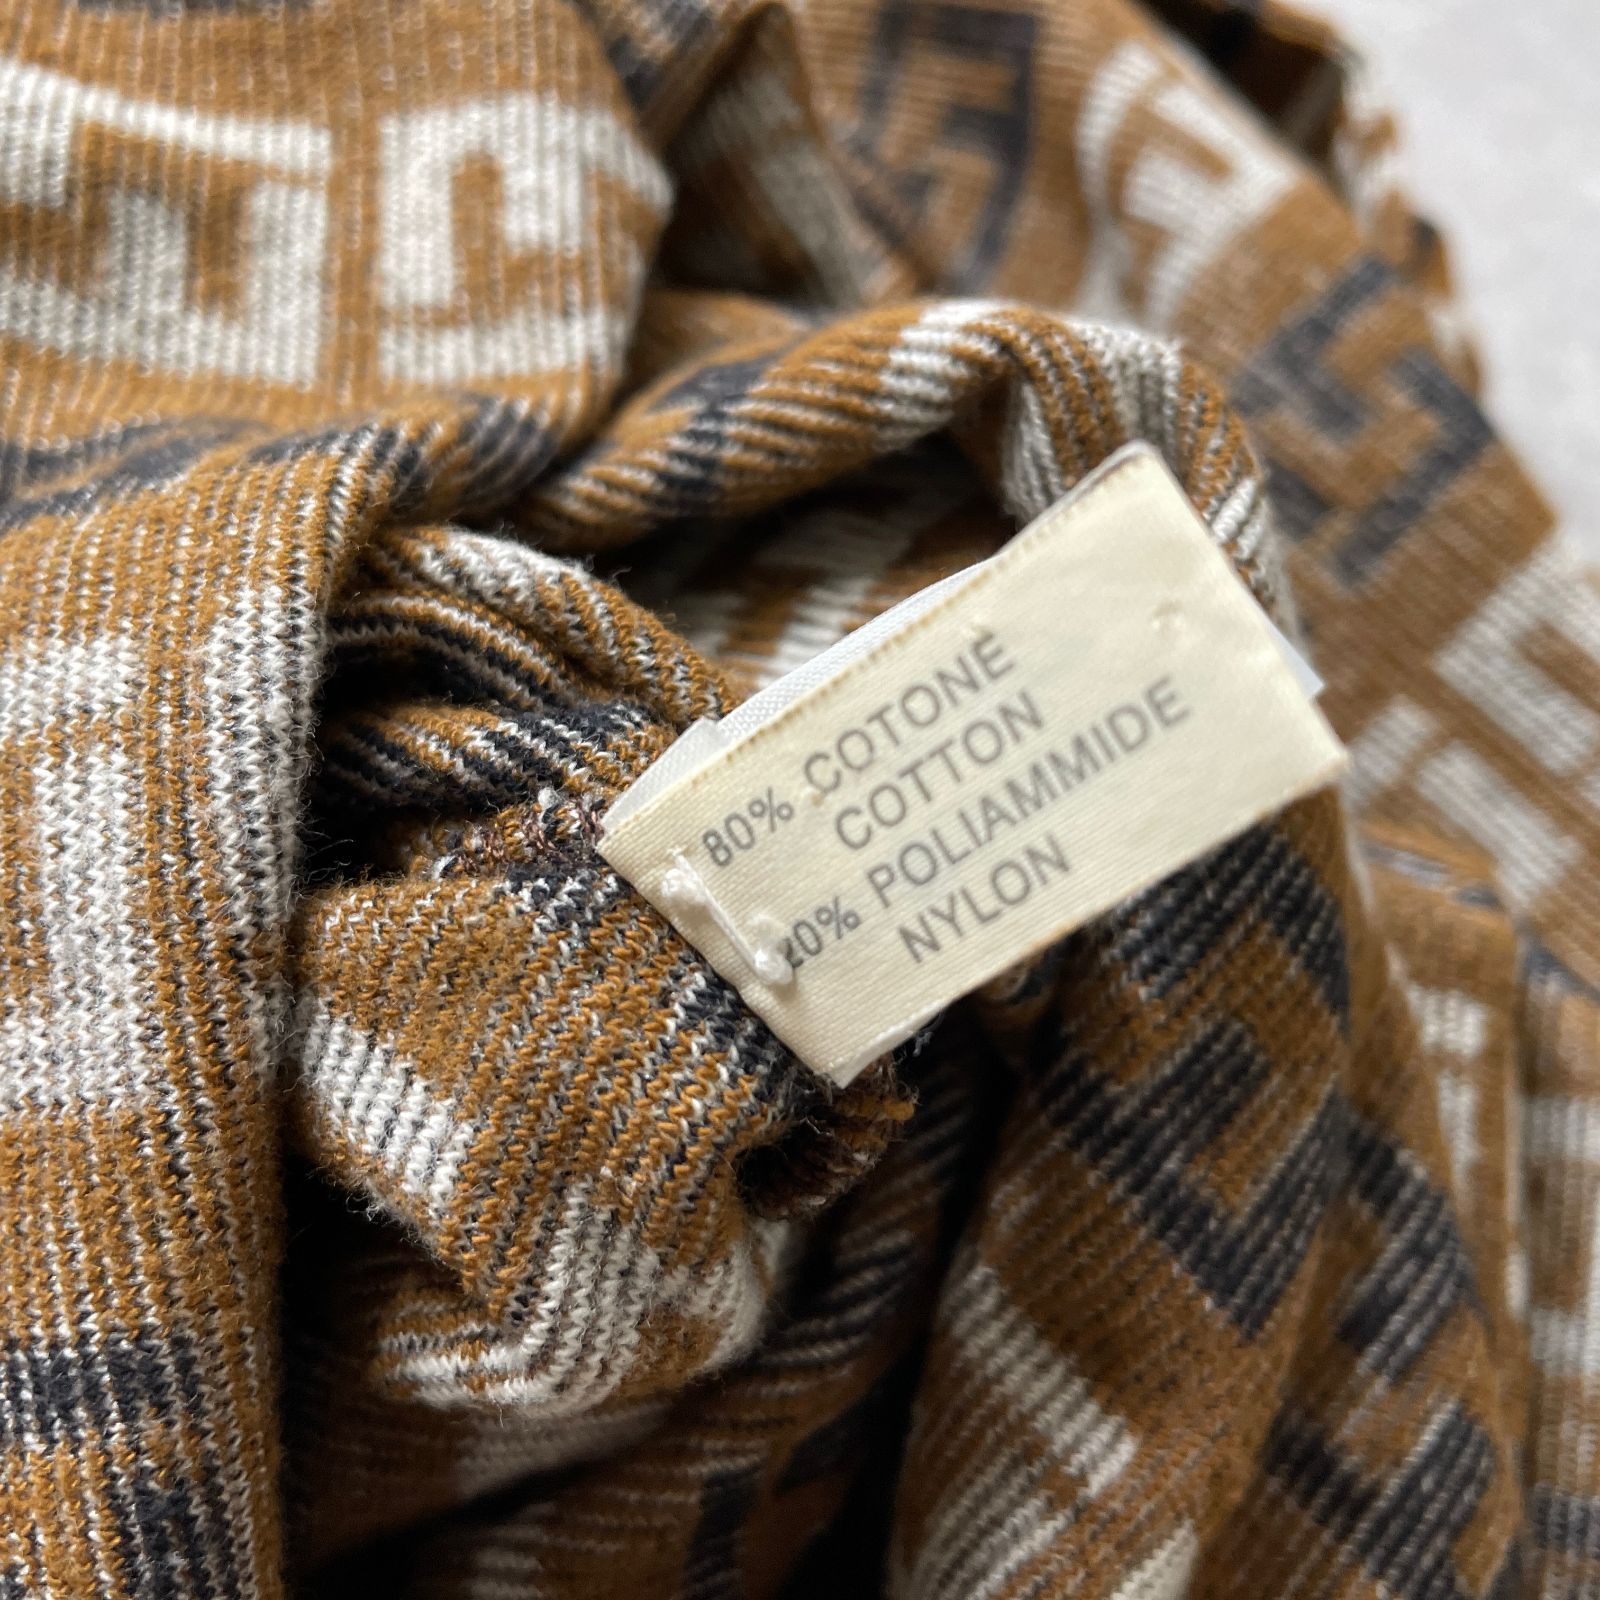 80% COTONE
COTTON
20% POLIAMMIDE
NYLON